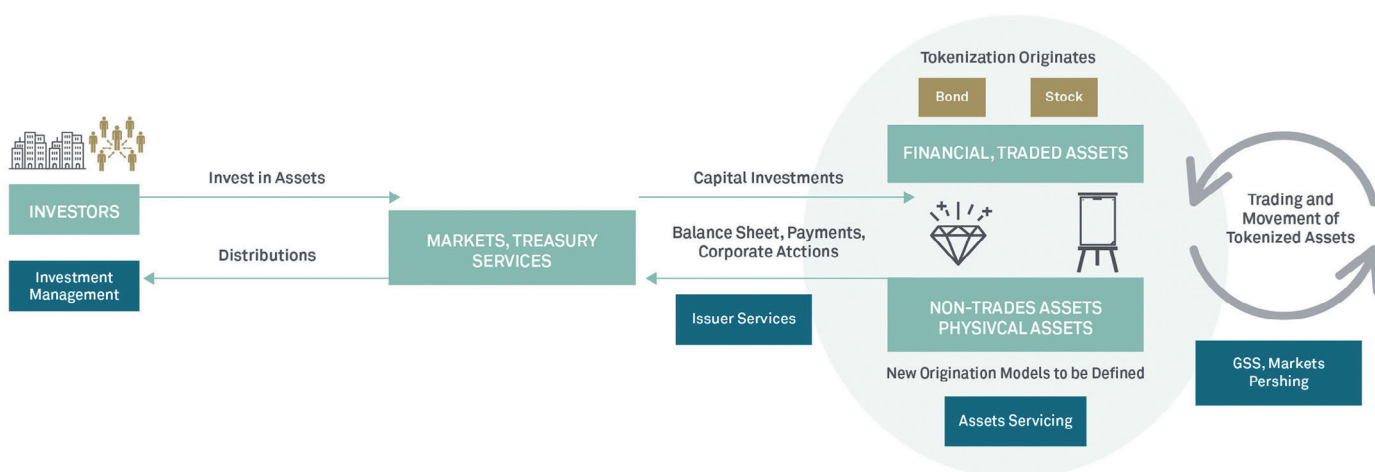 Tokenization Originates
Bond
Stock
FINANCIAL, TRADED ASSETS
INVESTORS
Invest in Assets
Capital Investments
MARKETS, TREASURY
SERVICES
Distributions
Investment
Management
Balance Sheet, Payments,
Corporate Atctions
Issuer Services
NON-TRADES ASSETS
PHYSIVCAL ASSETS
New Origination Models to be Defined
Assets Servicing
Trading and
Movement of
Tokenized Assets
GSS, Markets
Pershing